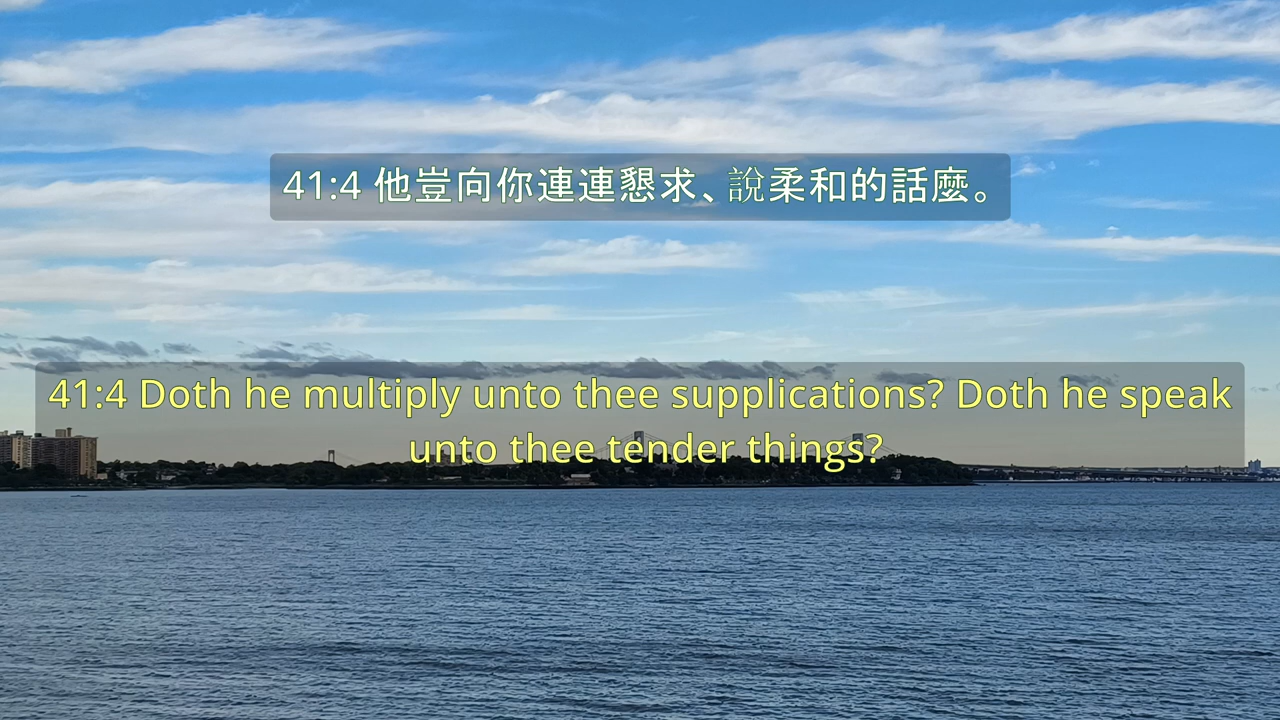 41:4 他豈向你連連懇求、說柔和的話麼。
41:4 Doth he multiply unto thee supplications? Doth he speak
unto thee tender things?